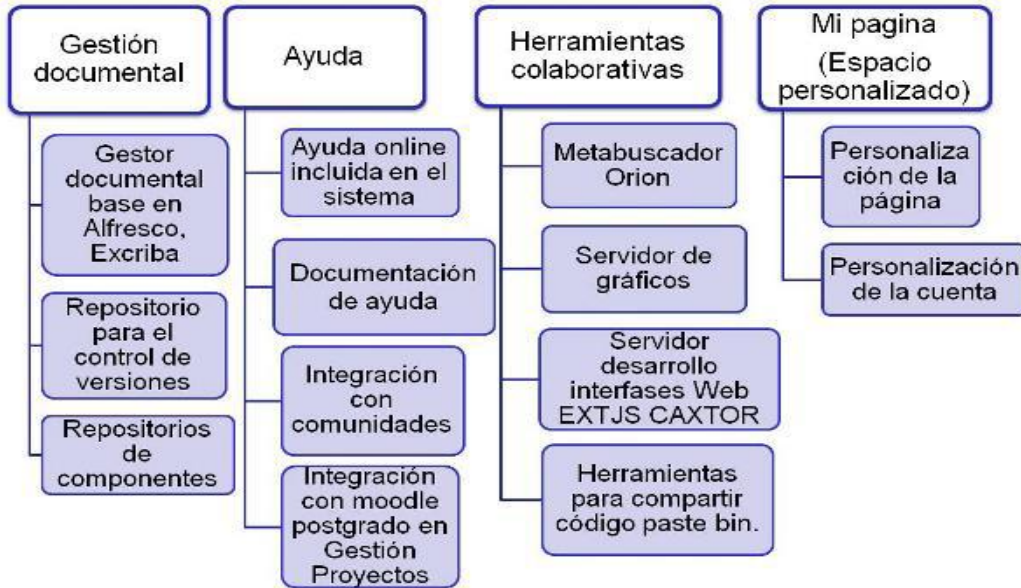 Gestión
documental
Gestor
documental
base en
Alfresco,
Excriba
Repositorio
para el
control de
versiones
Repositorios
de
componentes
Ayuda
Ayuda online
incluida en el
sistema
Documentación
de ayuda
Integración
con
comunidades
Integración
con moodle
postgrado en
Gestión
Proyectos
Herramientas
colaborativas
Metabuscador
Orion
Servidor de
gráficos
Servidor
desarrollo
interfases Web
EXTJS CAXTOR
Herramientas
para compartir
código paste bin.
Mi pagina
(Espacio
personalizado)
Personaliza
ción de la
página
Personalización
de la cuenta